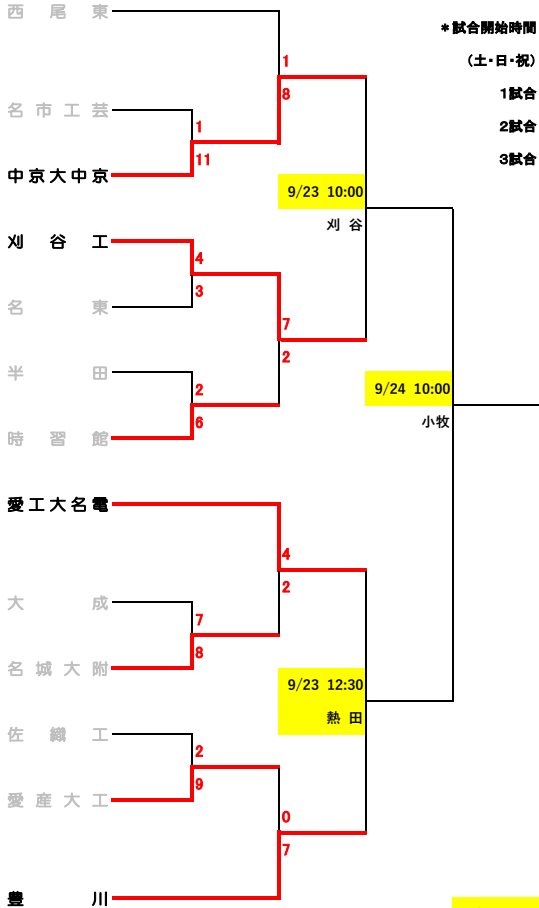 西尾東
＊試合開始時間
（土・日・祝）
1
8
1試合
名市工芸
1
2試合
11
3試合
中京大中京
9/23 10:00
刈谷
刈谷工
4
3
名東
7
2
半田
2
9/24 10:00
6
小牧
時習館
愛工大名電
4
2
大成
7
8
名城大附
9/23 12:30
熱田
佐織工
2
9
愛産大工
0
7
豊川